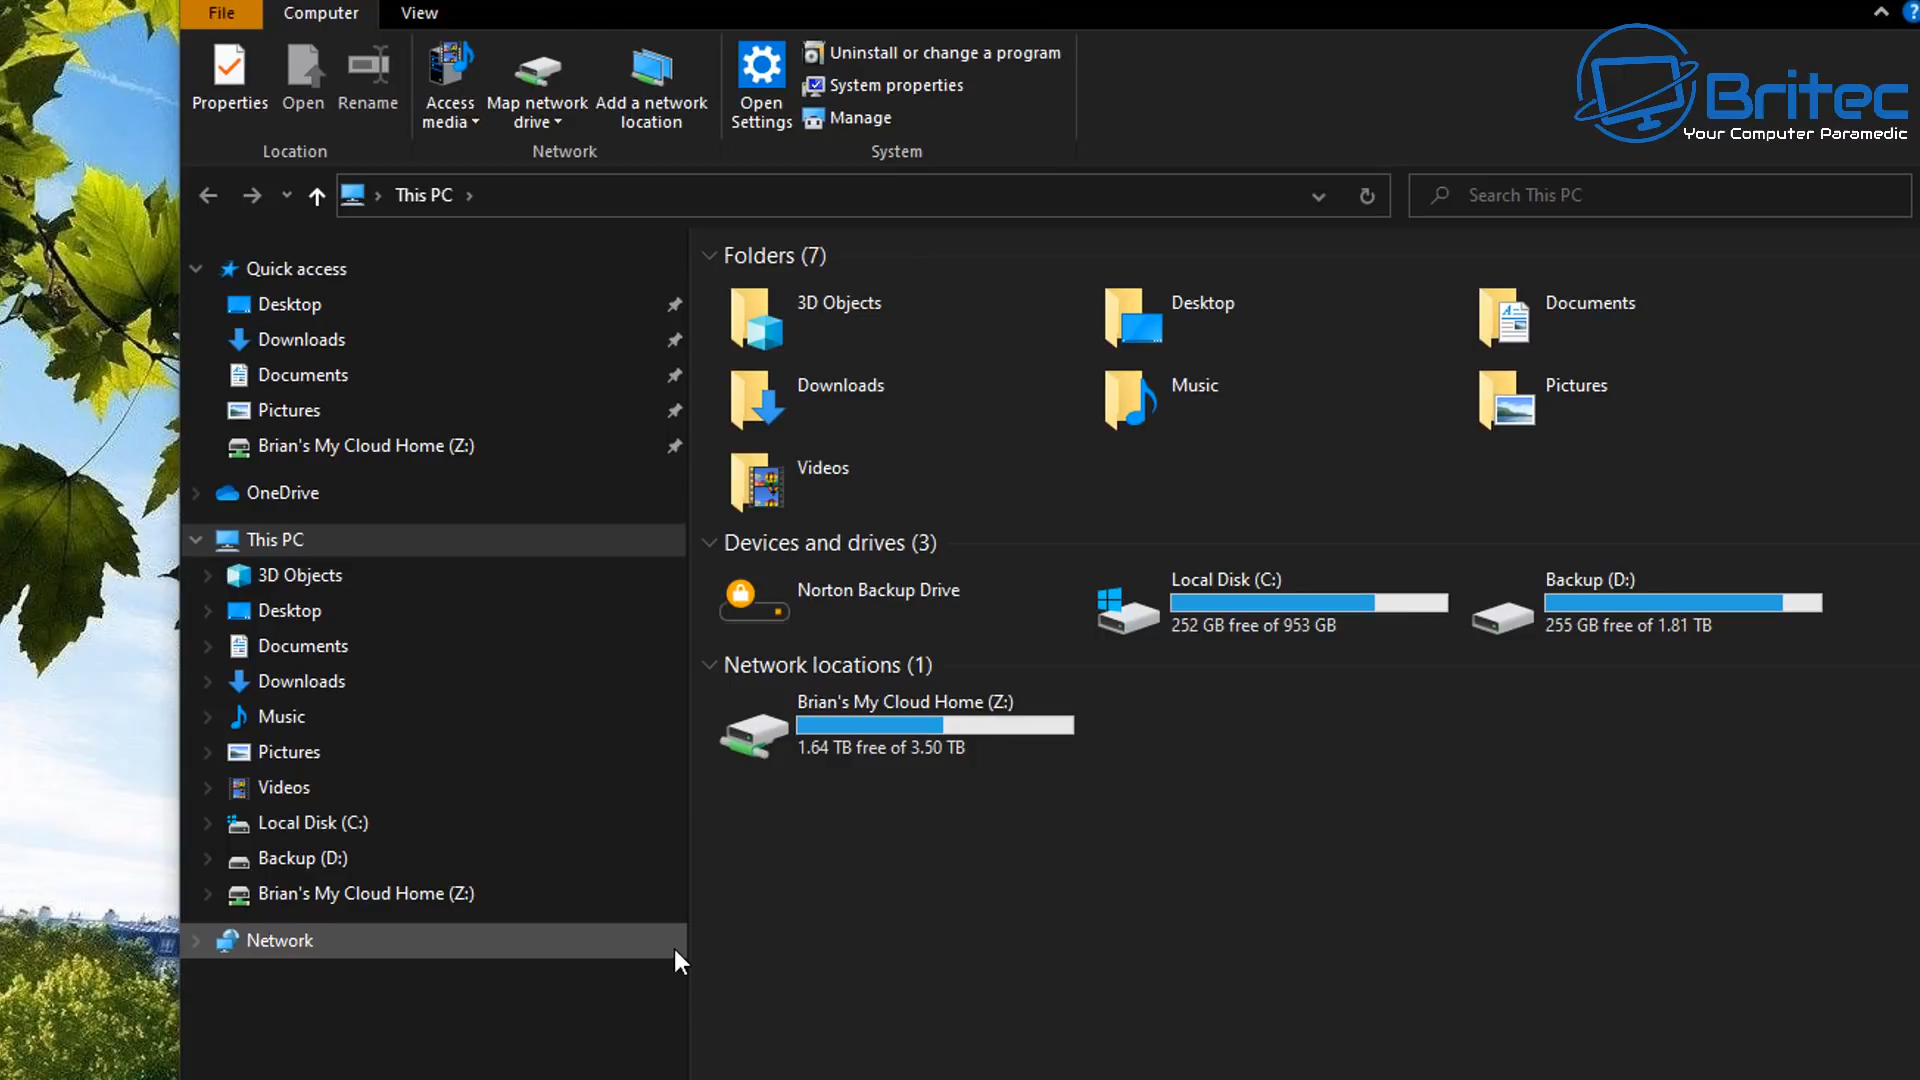 File Computer View
Properties Open Rename Access media Map network drive Add a network location Open Settings Uninstall or change a program
System properties
Manage
Location Network System
Britec
Your Computer Paramedic
This PC Search This PC
Quick access
Desktop
Downloads
Documents
Pictures
Brian's My Cloud Home (Z:)
OneDrive
This PC
3D Objects
Desktop
Documents
Downloads
Music
Pictures
Videos
Local Disk (C:)
Backup (D:)
Brian's My Cloud Home (Z:)
Network
Folders (7)
3D Objects Desktop Documents
Downloads Music Pictures
Videos
Devices and drives (3)
Norton Backup Drive
Local Disk (C:)
252 GB free of 953 GB
Backup (D:)
255 GB free of 1.81 TB
Network locations (1)
Brian's My Cloud Home (Z:)
1.64 TB free of 3.50 TB